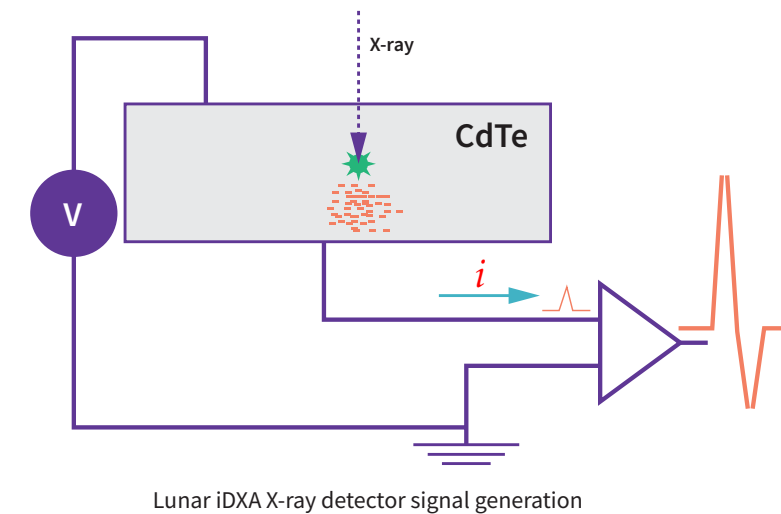 X-ray
CdTe
V
i
Lunar iDXA X-ray detector signal generation